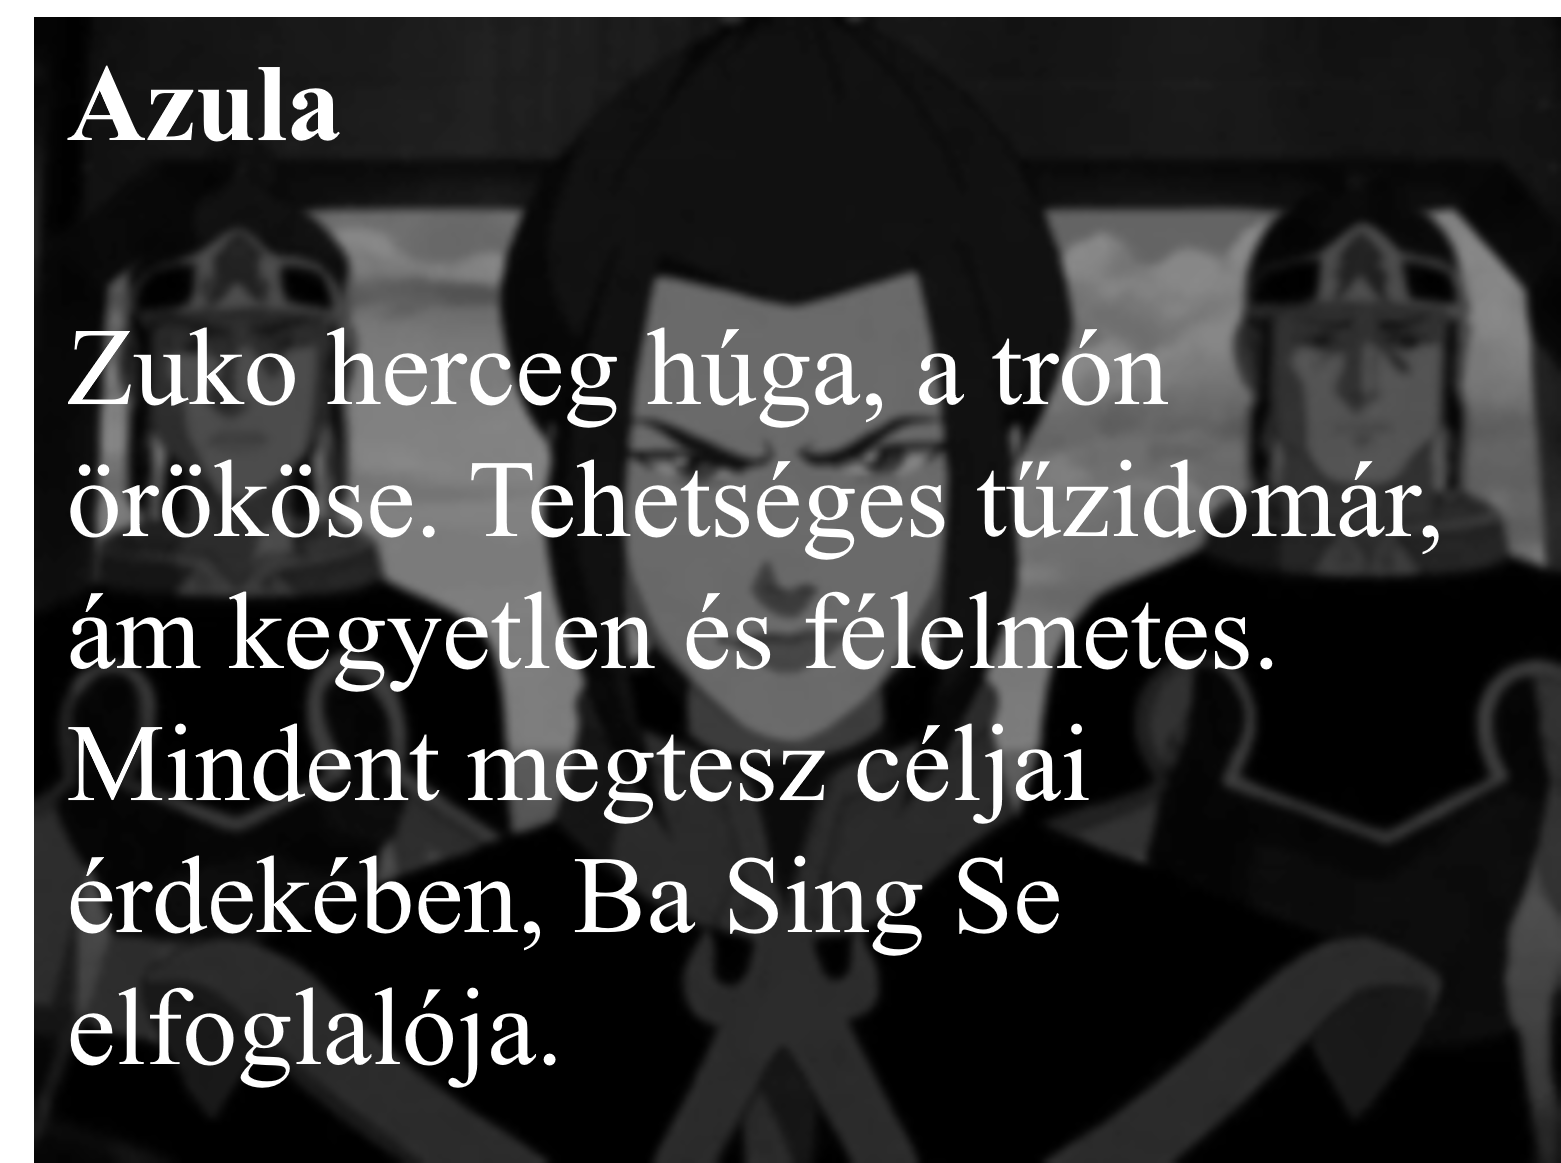 Azula
Zuko herceg húga, a trón
örököse. Tehetséges tűzidomár,
ám kegyetlen és félelmetes.
Mindent megtesz céljai
érdekében, Ba Sing Se
elfoglalója.